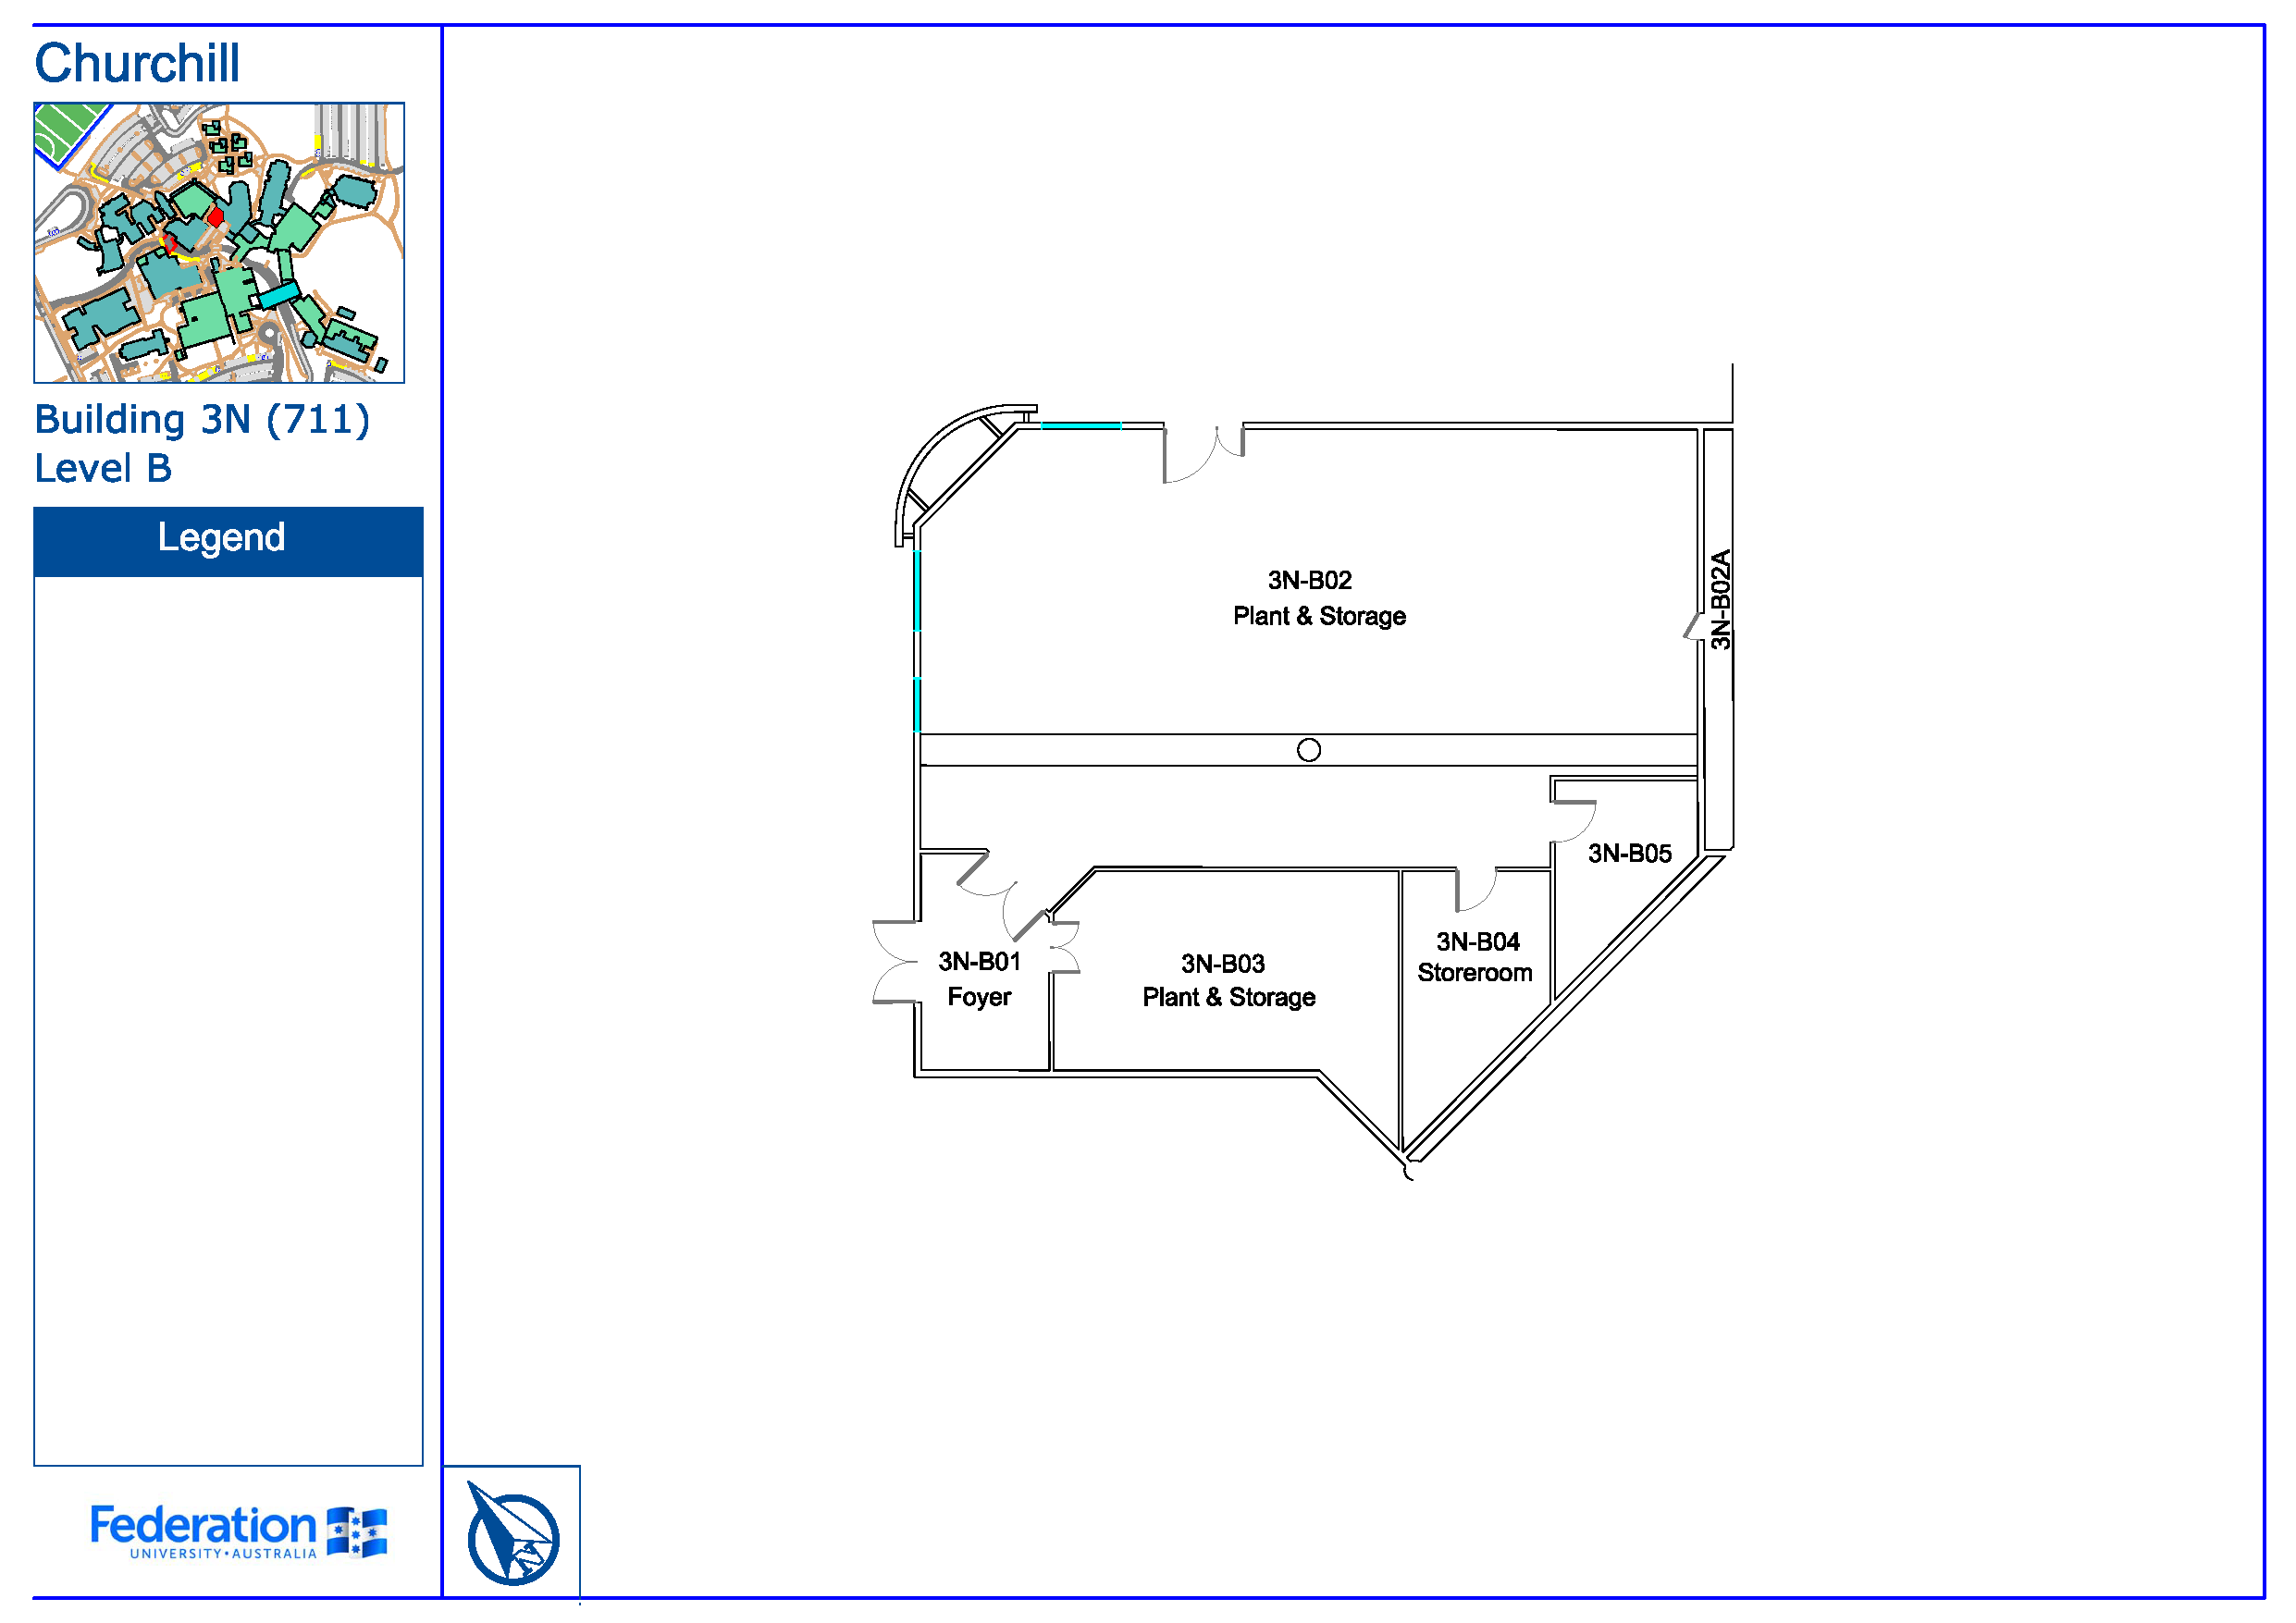 Churchill
Building 3N (711)
Level B
Legend
3N-B02
Plant & Storage
3N-B02A
3N-B05
3N-B04
Storeroom
3N-B01
Foyer
3N-B03
Plant & Storage
Federation
UNIVERSITY • AUSTRALIA
N